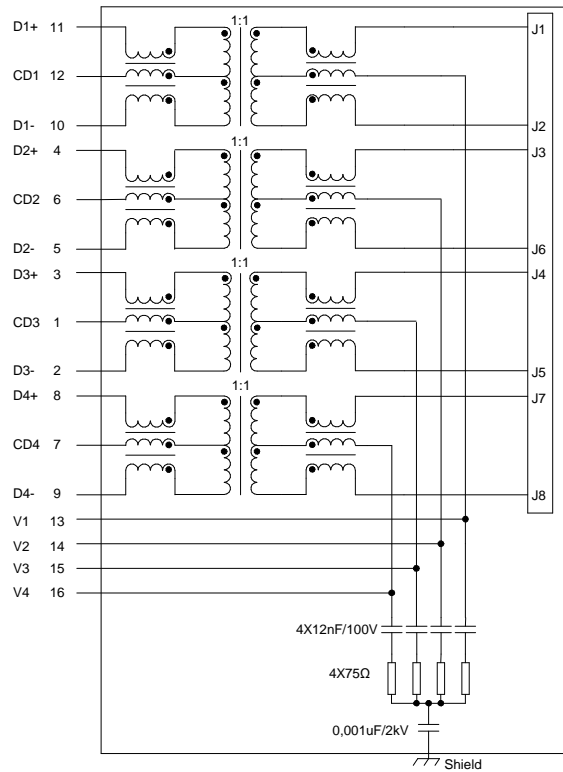 D1+ 11 1:1 J1
CD1 12
D1- 10 J2
D2+ 4 1:1 J3
CD2 6
D2- 5 J6
D3+ 3 1:1 J4
CD3 1
D3- 2 J5
D4+ 8 1:1 J7
CD4 7
D4- 9 J8
V1 13
V2 14
V3 15
V4 16
4X12nF/100V
4X75Ω
0,001uF/2kV
Shield